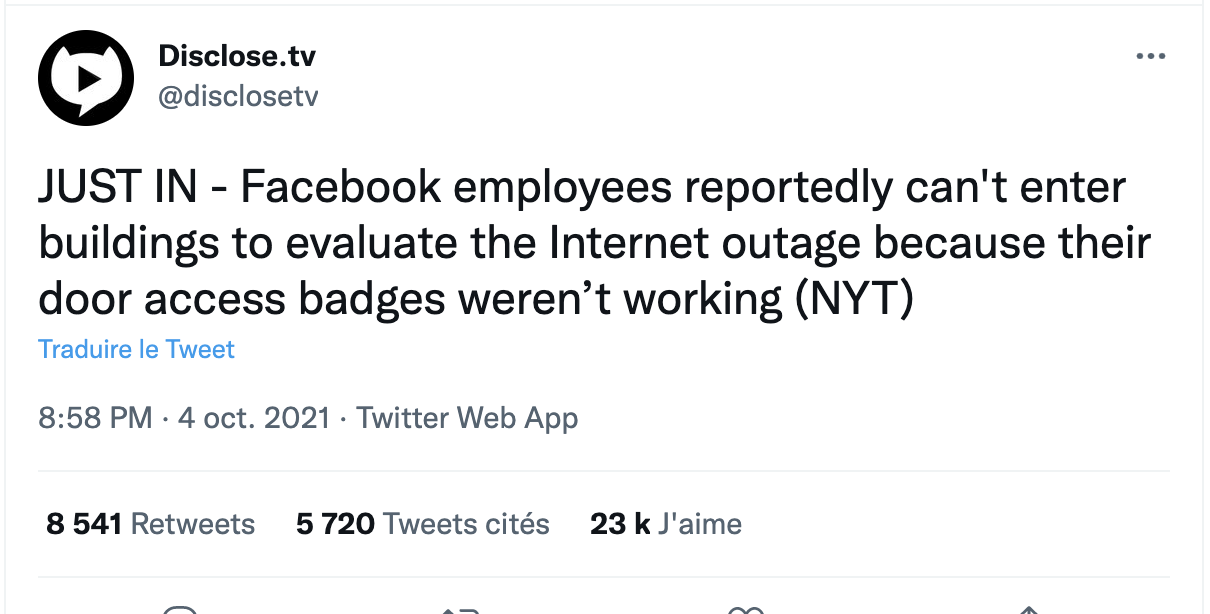 Disclose.tv
@disclosetv
JUST IN - Facebook employees reportedly can't enter
buildings to evaluate the Internet outage because their
door access badges weren’t working (NYT)
Traduire le Tweet
8:58 PM · 4 oct. 2021 · Twitter Web App
8 541 Retweets 5 720 Tweets cités 23 k J'aime